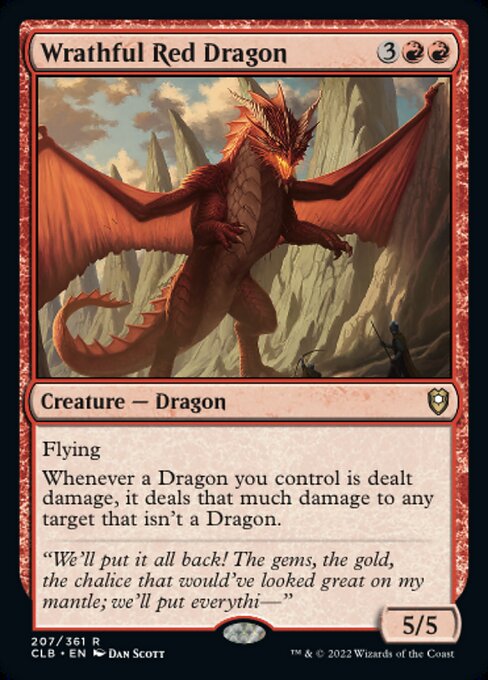 Wrathful Red Dragon 3
Creature — Dragon
Flying
Whenever a Dragon you control is dealt
damage, it deals that much damage to any
target that isn't a Dragon.
“We'll put it all back! The gems, the gold,
the chalice that would've looked great on my
mantle; we'll put everythi—”
5/5
207/361 R
CLB • EN Dan Scott
™ & © 2022 Wizards of the Coast